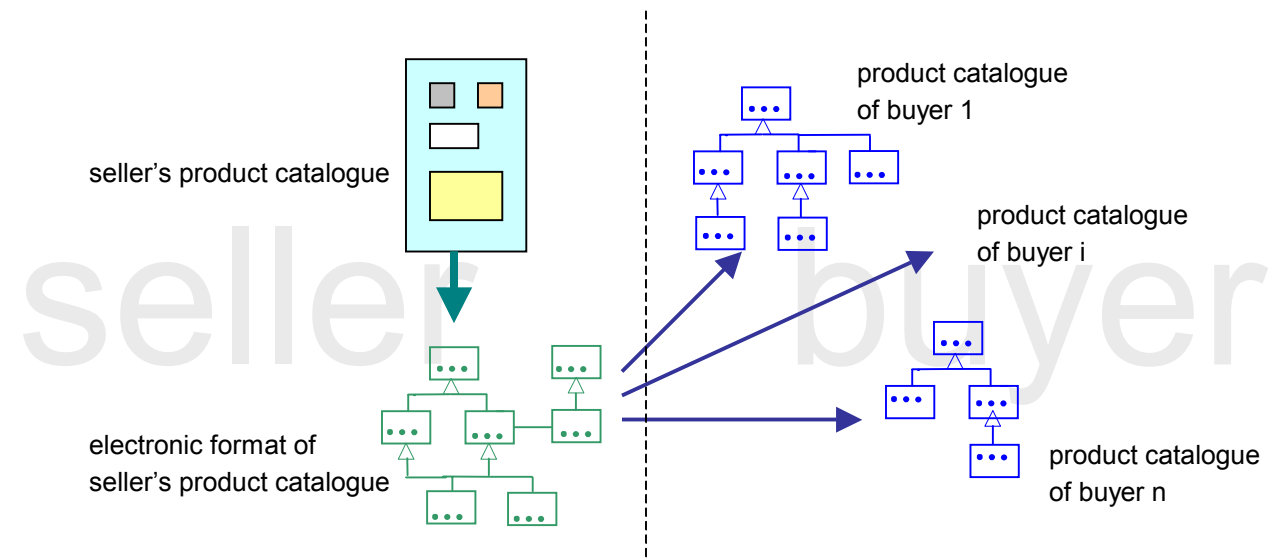 product catalogue
of buyer 1
seller’s product catalogue
product catalogue
of buyer i
seller
buyer
electronic format of
seller’s product catalogue
product catalogue
of buyer n